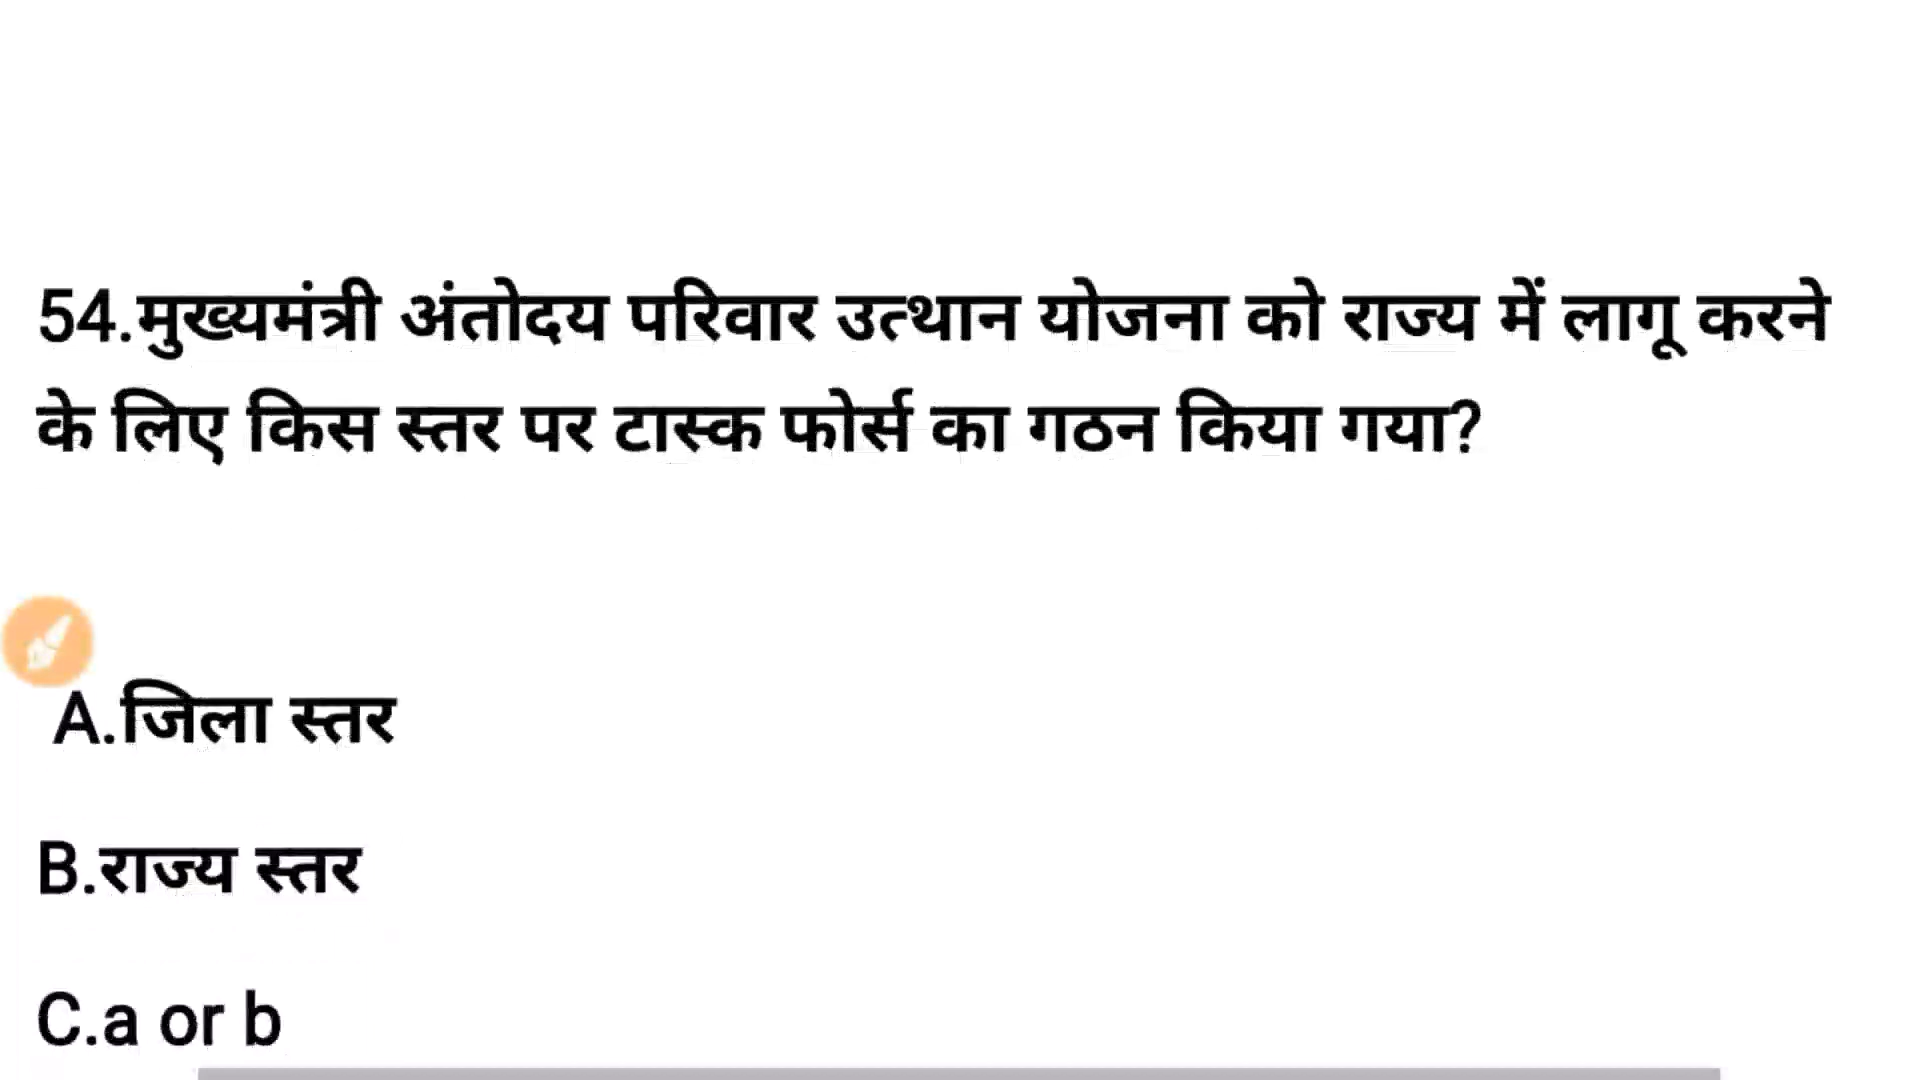 54.मुख्यमंत्री अंतोदय परिवार उत्थान योजना को राज्य में लागू करने
के लिए किस स्तर पर टास्क फोर्स का गठन किया गया?
A.जिला स्तर
B.राज्य स्तर
C.a or b